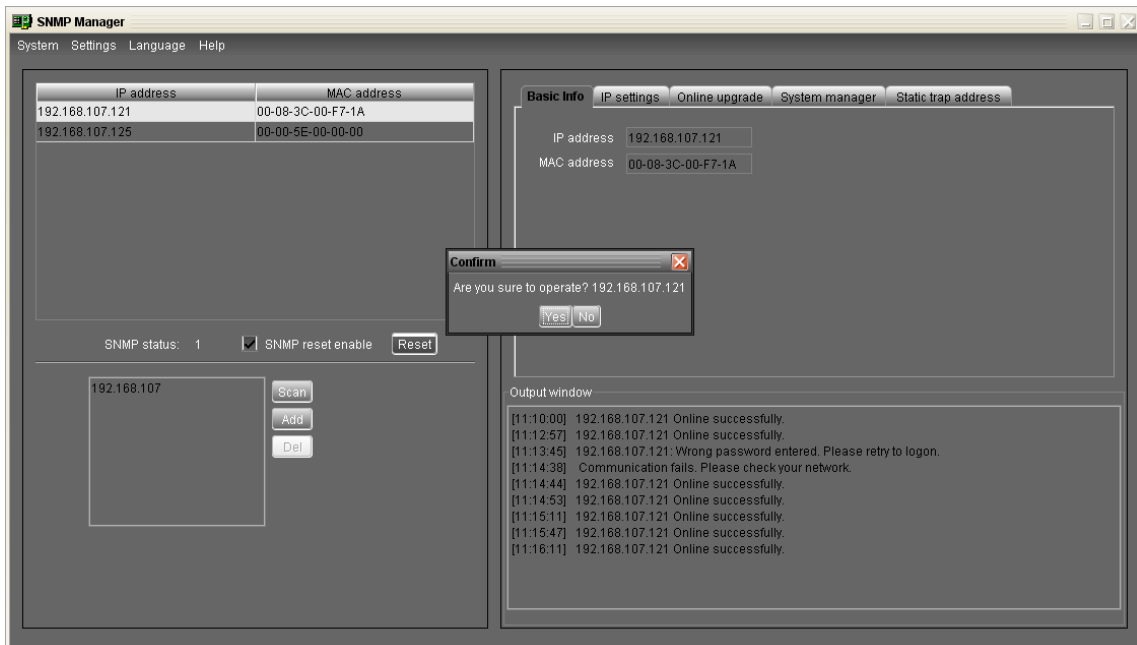 SNMP Manager
System Settings Language Help
IP address MAC address
192.168.107.121 00-08-3C-00-F7-1A
192.168.107.125 00-00-5E-00-00-00
SNMP status: 1 SNMP reset enable Reset
192.168.107
Scan
Add
Del
Basic Info IP settings Online upgrade System manager Static trap address
IP address 192.168.107.121
MAC address 00-08-3C-00-F7-1A
Confirm
Are you sure to operate? 192.168.107.121
Yes No
Output window
[11:10:00] 192.168.107.121 Online successfully.
[11:12:57] 192.168.107.121 Online successfully.
[11:13:45] 192.168.107.121: Wrong password entered. Please retry to logon.
[11:14:38] Communication fails. Please check your network.
[11:14:44] 192.168.107.121 Online successfully.
[11:14:53] 192.168.107.121 Online successfully.
[11:15:11] 192.168.107.121 Online successfully.
[11:15:47] 192.168.107.121 Online successfully.
[11:16:11] 192.168.107.121 Online successfully.